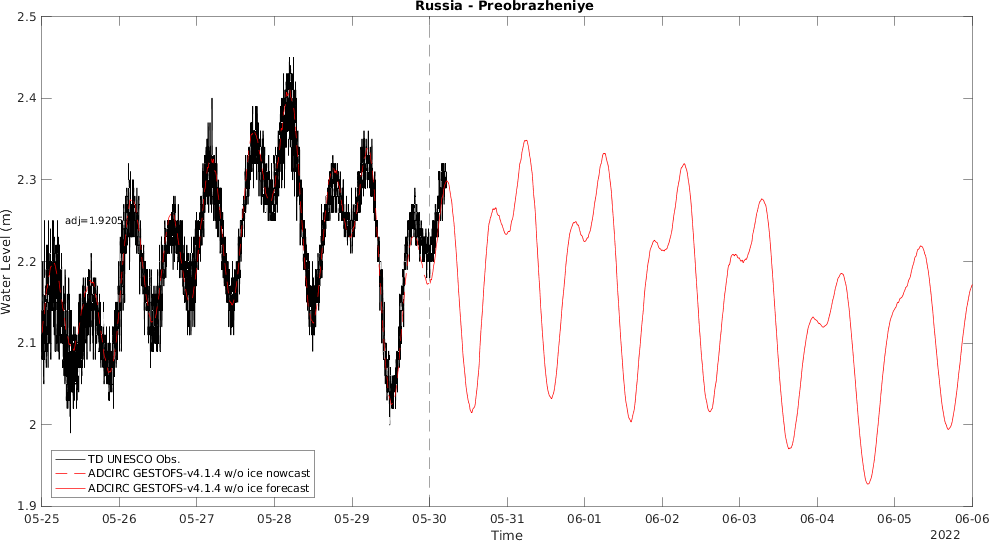 Russia - Preobrazheniye
2.5
2.4
2.3
2.2
2.1
2
1.9
Water Level (m)
adj=1.9205
TD UNESCO Obs.
ADCIRC GESTOFS-v4.1.4 w/o ice nowcast
ADCIRC GESTOFS-v4.1.4 w/o ice forecast
05-25 05-26 05-27 05-28 05-29 05-30 05-31 06-01 06-02 06-03 06-04 06-05 06-06
Time
2022